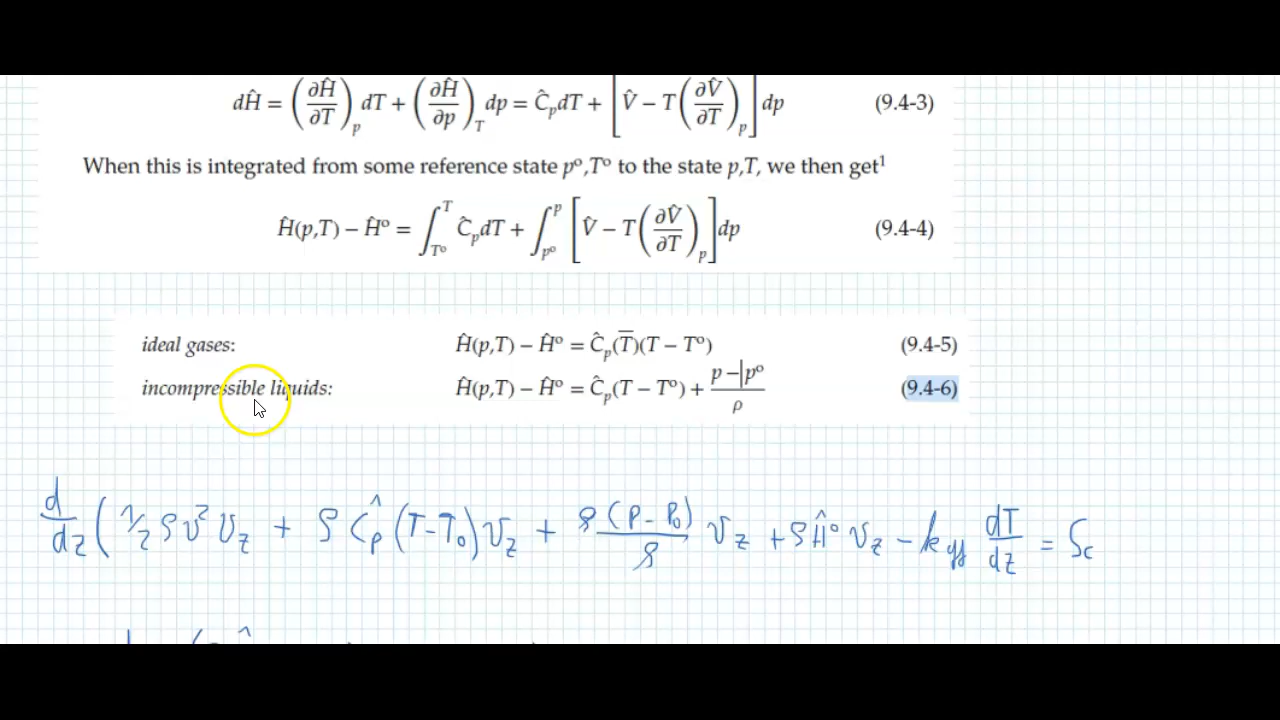 dĤ = (∂Ĥ/∂T)_p dT + (∂Ĥ/∂p)_T dp = Ĉ_p dT + [V̂ − T(∂V̂/∂T)_p] dp (9.4-3)
When this is integrated from some reference state p°,T° to the state p,T, we then get¹
Ĥ(p,T) − Ĥ° = ∫_{T°}^{T} Ĉ_p dT + ∫_{p°}^{p} [V̂ − T(∂V̂/∂T)_p] dp (9.4-4)
ideal gases: Ĥ(p,T) − Ĥ° = Ĉ_p(T̅)(T − T°) (9.4-5)
incompressible liquids: Ĥ(p,T) − Ĥ° = Ĉ_p(T − T°) + (p − p°)/ρ (9.4-6)
d/dz (1/2 ρv² v_z + ρ Ĉ_p (T−T_0) v_z + ρ(P−P_0)/ρ v_z + ρĤ° v_z − k_eff dT/dz = S_c